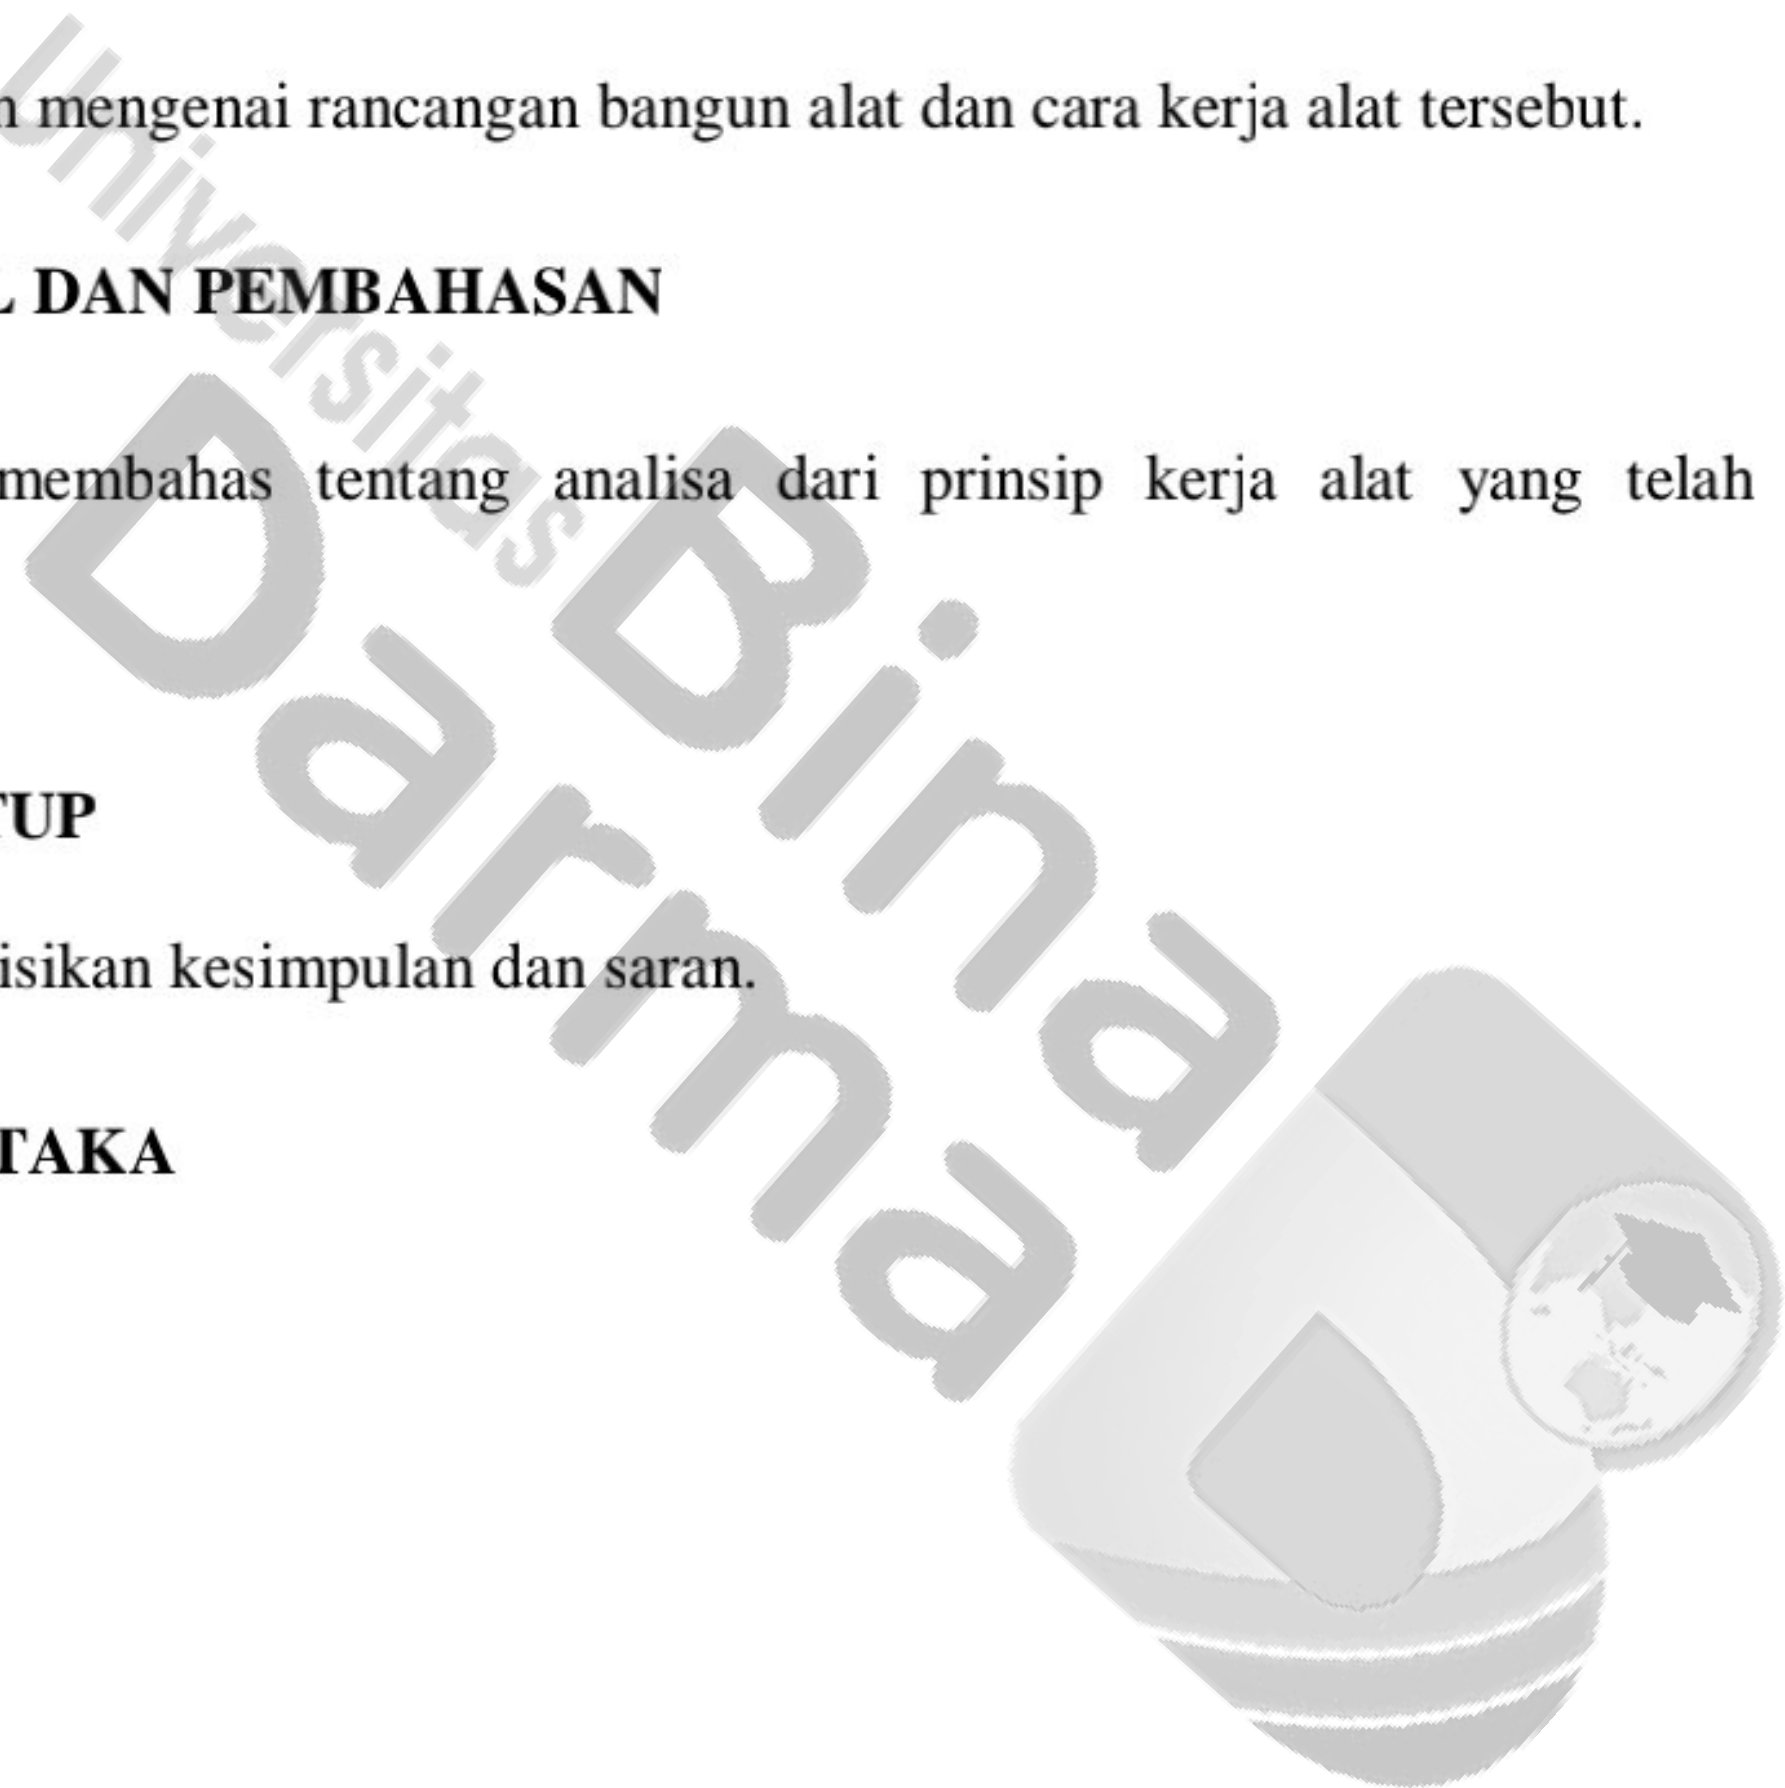 n mengenai rancangan bangun alat dan cara kerja alat tersebut.
L DAN PEMBAHASAN
membahas tentang analisa dari prinsip kerja alat yang telah
TUP
isikan kesimpulan dan saran.
TAKA
Universitas
Bina
Darma